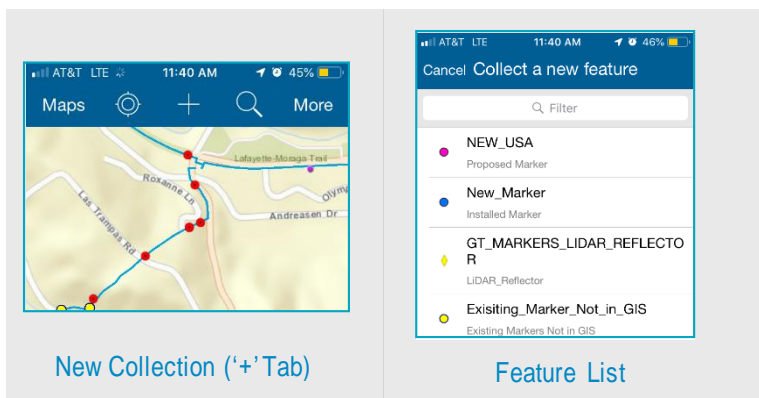 AT&T LTE 11:40 AM 45%
Maps More
Lafayette-Moraga Trail
Roxanne Ln
Olymp
Las Trampas Rd
Andreasen Dr
New Collection (‘+’ Tab)
AT&T LTE 11:40 AM 46%
Cancel Collect a new feature
Filter
NEW_USA
Proposed Marker
New_Marker
Installed Marker
GT_MARKERS_LIDAR_REFLECTO
R
LiDAR_Reflector
Exisiting_Marker_Not_in_GIS
Existing Markers Not in GIS
Feature List